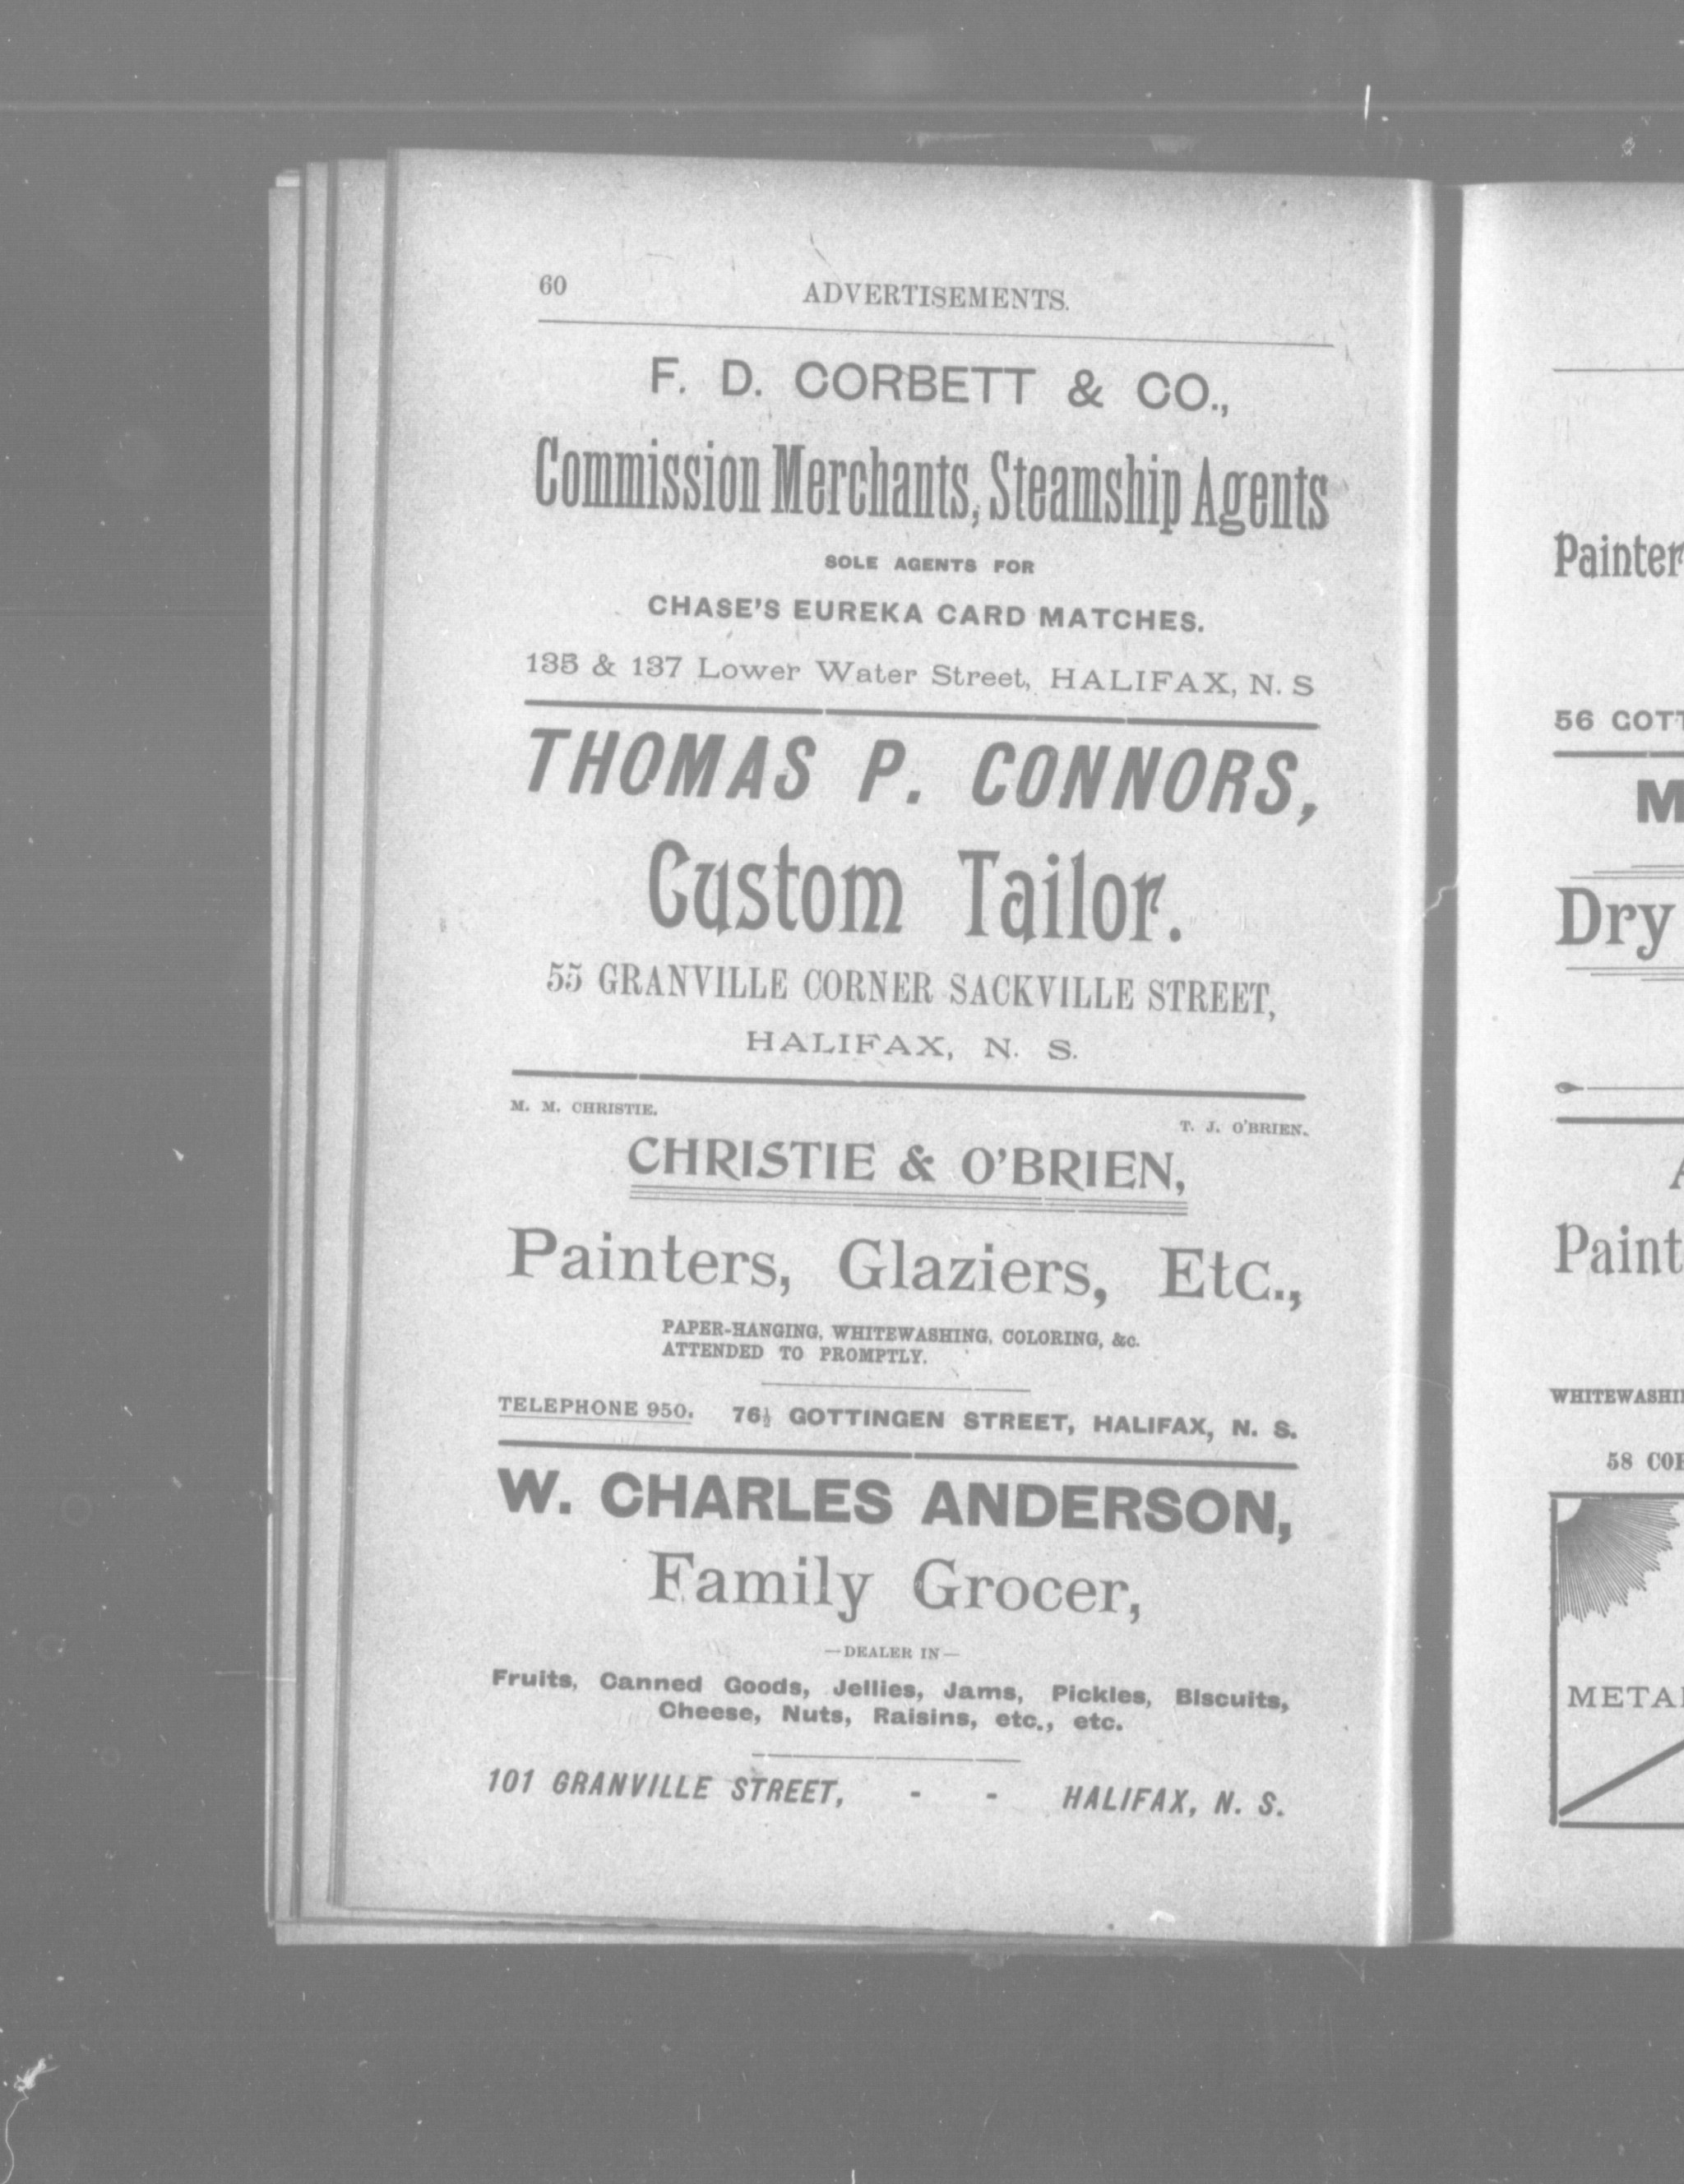 60
ADVERTISEMENTS.
F. D. CORBETT & CO.,
Commission Merchants, Steamship Agents
SOLE AGENTS FOR
CHASE'S EUREKA CARD MATCHES.
135 & 137 Lower Water Street, HALIFAX, N. S
THOMAS P. CONNORS,
Custom Tailor.
55 GRANVILLE CORNER SACKVILLE STREET,
HALIFAX, N. S.
M. M. CHRISTIE.
T. J. O'BRIEN.
CHRISTIE & O'BRIEN,
Painters, Glaziers, Etc.,
PAPER-HANGING, WHITEWASHING, COLORING, &c.
ATTENDED TO PROMPTLY.
TELEPHONE 950. 76½ GOTTINGEN STREET, HALIFAX, N. S.
W. CHARLES ANDERSON,
Family Grocer,
—DEALER IN—
Fruits, Canned Goods, Jellies, Jams, Pickles, Biscuits,
Cheese, Nuts, Raisins, etc., etc.
101 GRANVILLE STREET, - - HALIFAX, N. S.
Painter
56 GOTT
M
Dry
Paint
WHITEWASHI
58 COR
META